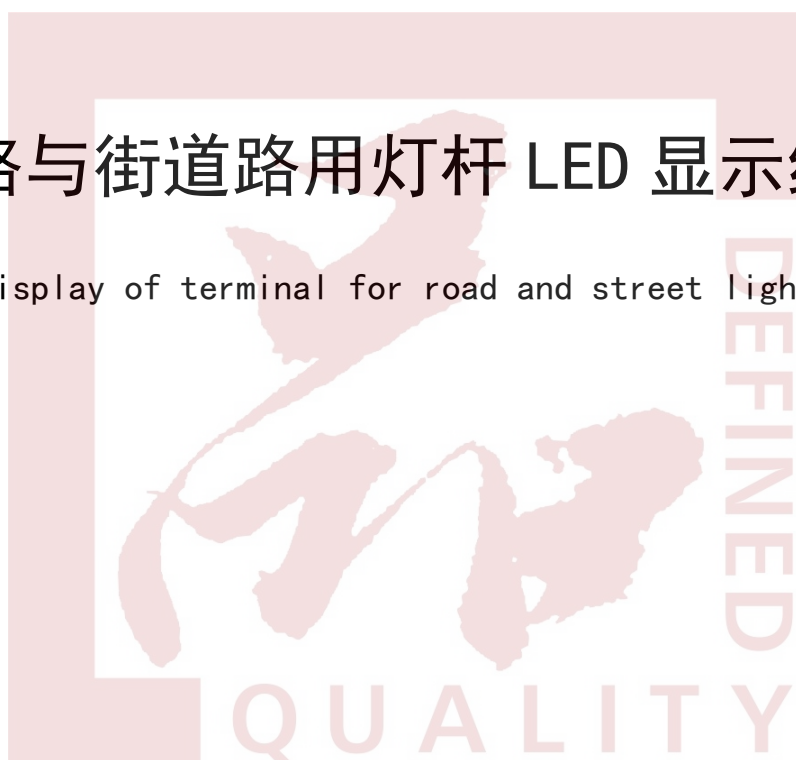 与街道路用灯杆 LED 显示
isplay of terminal for road and street ligh
DEFINED
QUALITY